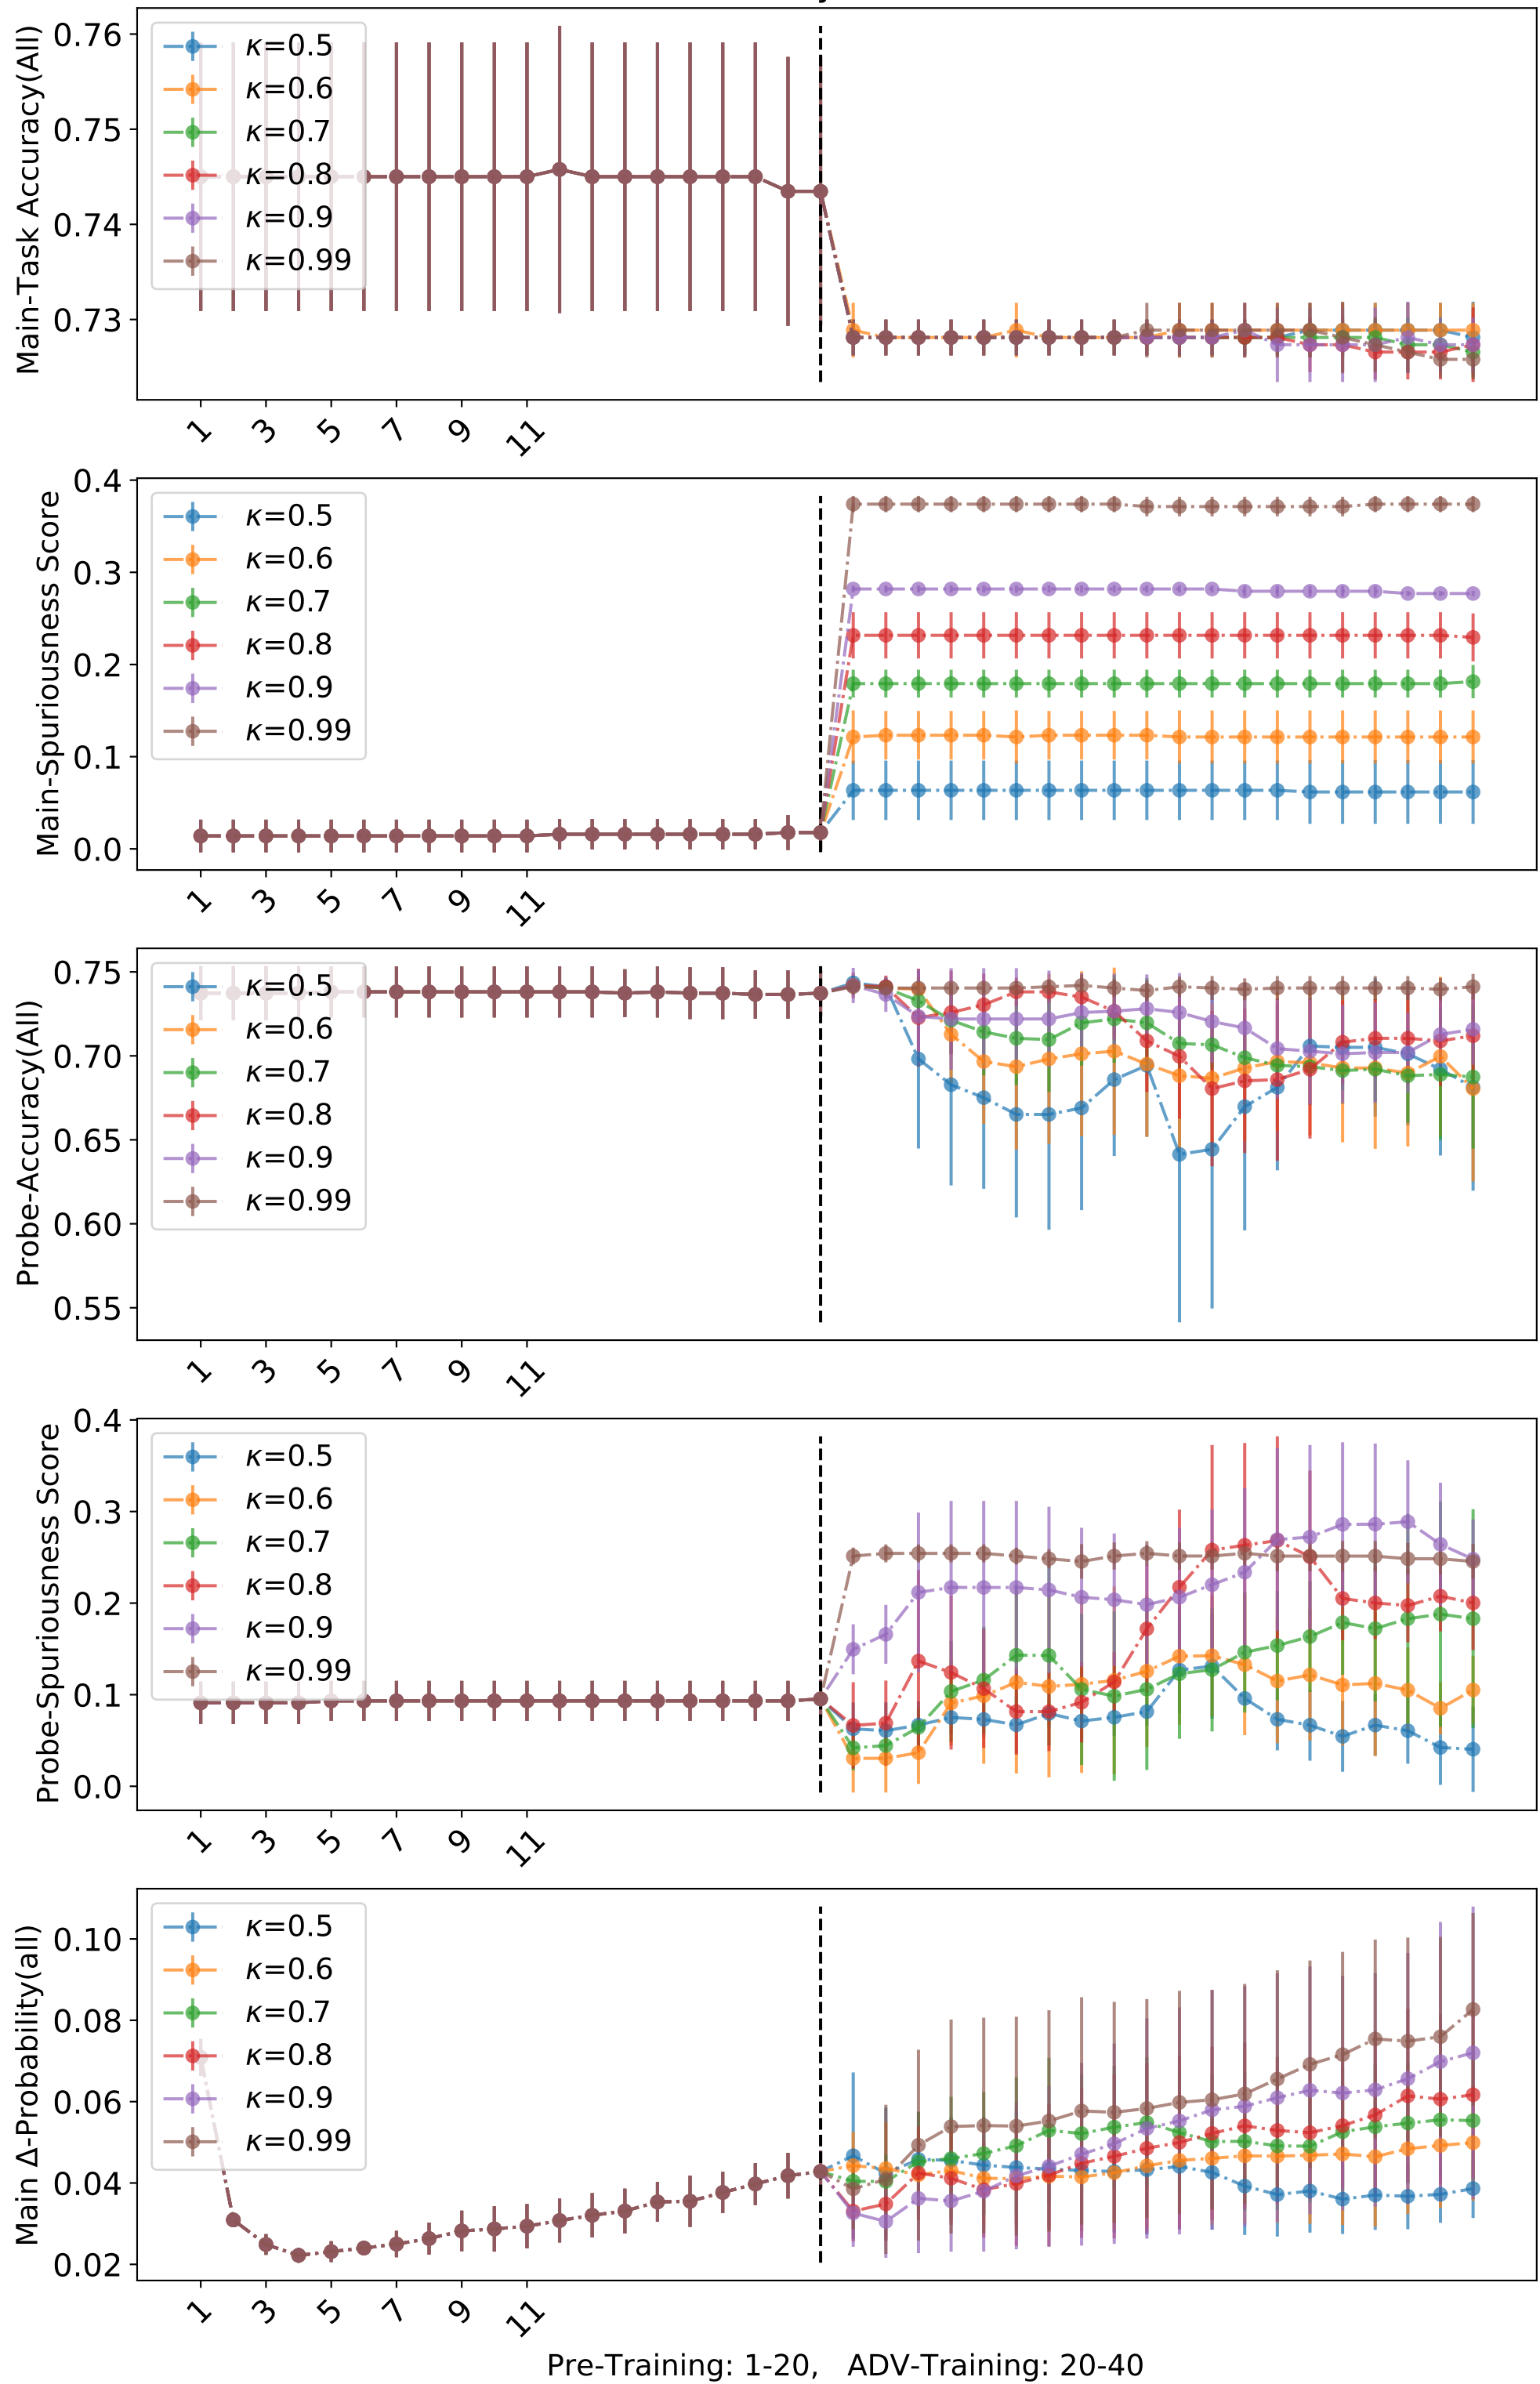 Main-Task Accuracy(All)
0.76
0.75
0.74
0.73
κ=0.5
κ=0.6
κ=0.7
κ=0.8
κ=0.9
κ=0.99
1 3 5 7 9 11
Main-Spuriousness Score
0.4
0.3
0.2
0.1
0.0
κ=0.5
κ=0.6
κ=0.7
κ=0.8
κ=0.9
κ=0.99
1 3 5 7 9 11
Probe-Accuracy(All)
0.75
0.70
0.65
0.60
0.55
κ=0.5
κ=0.6
κ=0.7
κ=0.8
κ=0.9
κ=0.99
1 3 5 7 9 11
Probe-Spuriousness Score
0.4
0.3
0.2
0.1
0.0
κ=0.5
κ=0.6
κ=0.7
κ=0.8
κ=0.9
κ=0.99
1 3 5 7 9 11
Main Δ-Probability(all)
0.10
0.08
0.06
0.04
0.02
κ=0.5
κ=0.6
κ=0.7
κ=0.8
κ=0.9
κ=0.99
1 3 5 7 9 11
Pre-Training: 1-20, ADV-Training: 20-40